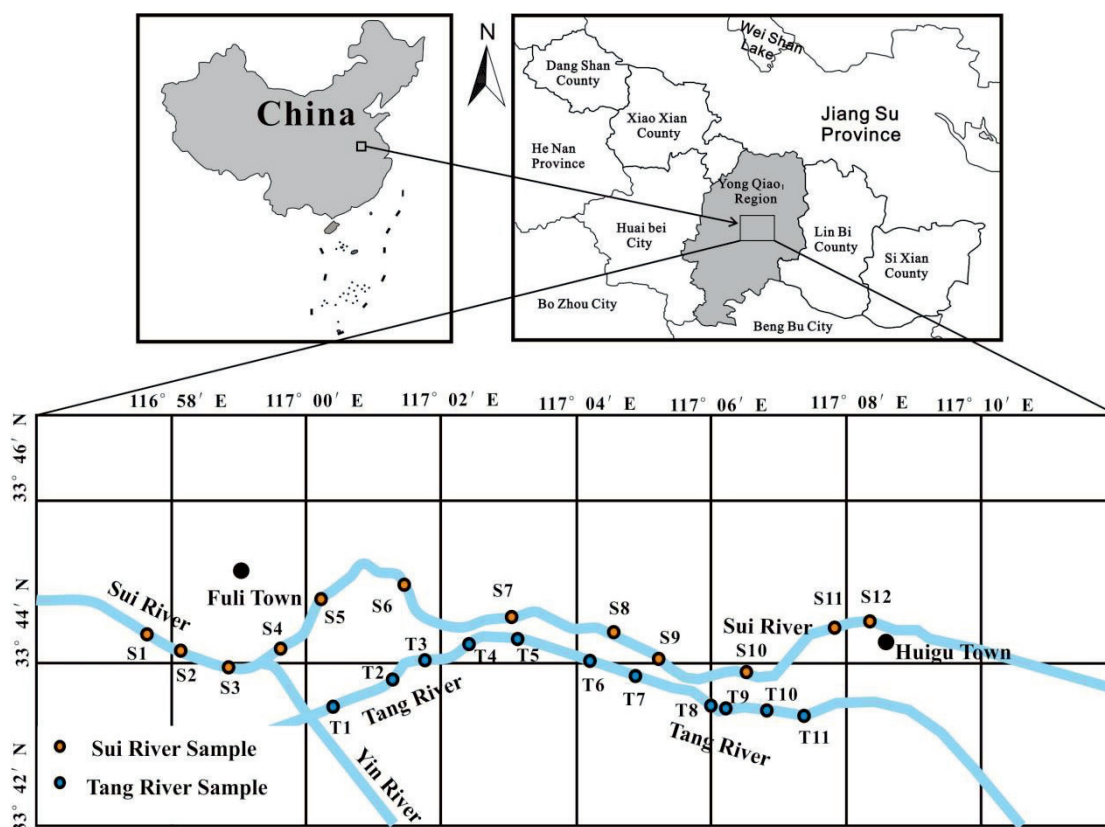 China
N
Wei Shan
Lake
Dang Shan
County
Xiao Xian
County
Jiang Su
Province
He Nan
Province
Yong Qiao
Region
Huai bei
City
Lin Bi
County
Si Xian
County
Bo Zhou City
Beng Bu City
116° 58′ E
117° 00′ E
117° 02′ E
117° 04′ E
117° 06′ E
117° 08′ E
117° 10′ E
33° 46′ N
33° 44′ N
33° 42′ N
Sui River
Fuli Town
S1
S2
S3
S4
S5
S6
S7
S8
S9
S10
S11
S12
Sui River
Huigu Town
T1
T2
T3
T4
T5
T6
T7
T8
T9
T10
T11
Tang River
Tang River
Yin River
Sui River Sample
Tang River Sample